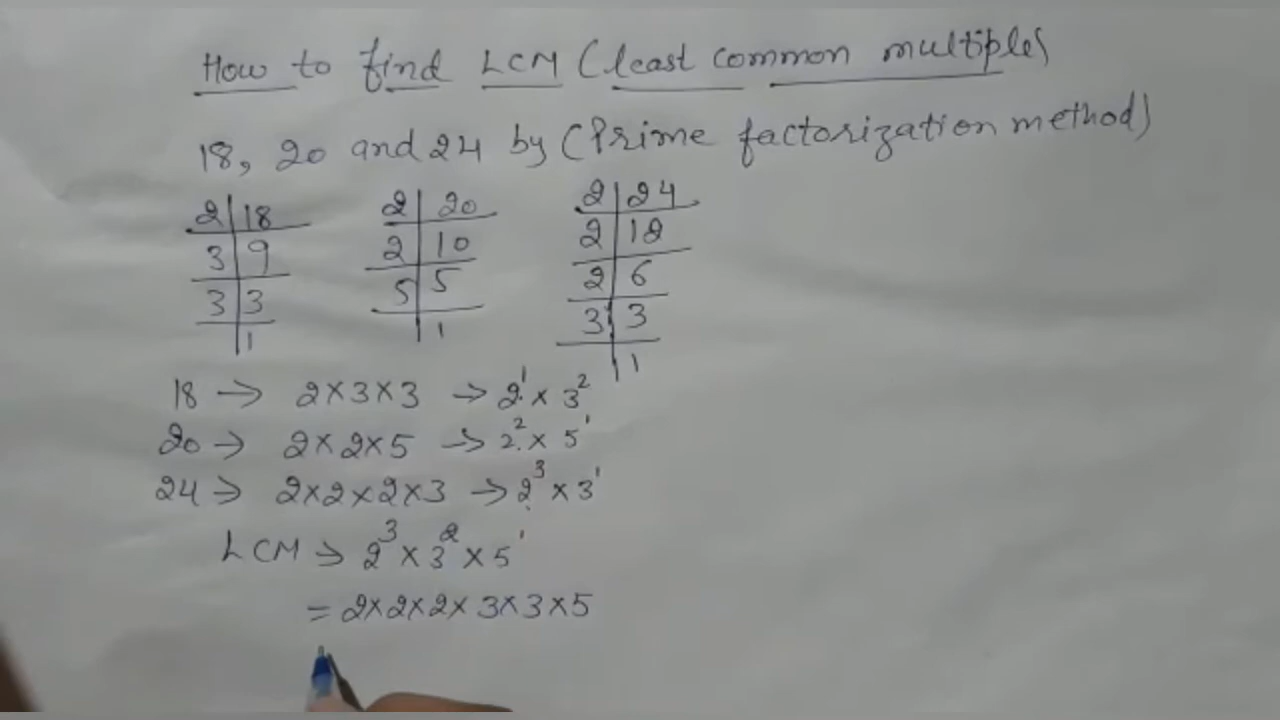 How to find LCM (least common multiple)
18, 20 and 24 by (Prime factorization method)
2|18 2|20 2|24
3|9 2|10 2|12
3|3 5|5 2|6
|1 |1 3|3
|1
18 → 2×3×3 → 2¹ × 3²
20 → 2×2×5 → 2² × 5¹
24 → 2×2×2×3 → 2³ × 3¹
LCM → 2³ × 3² × 5¹
= 2×2×2×3×3×5